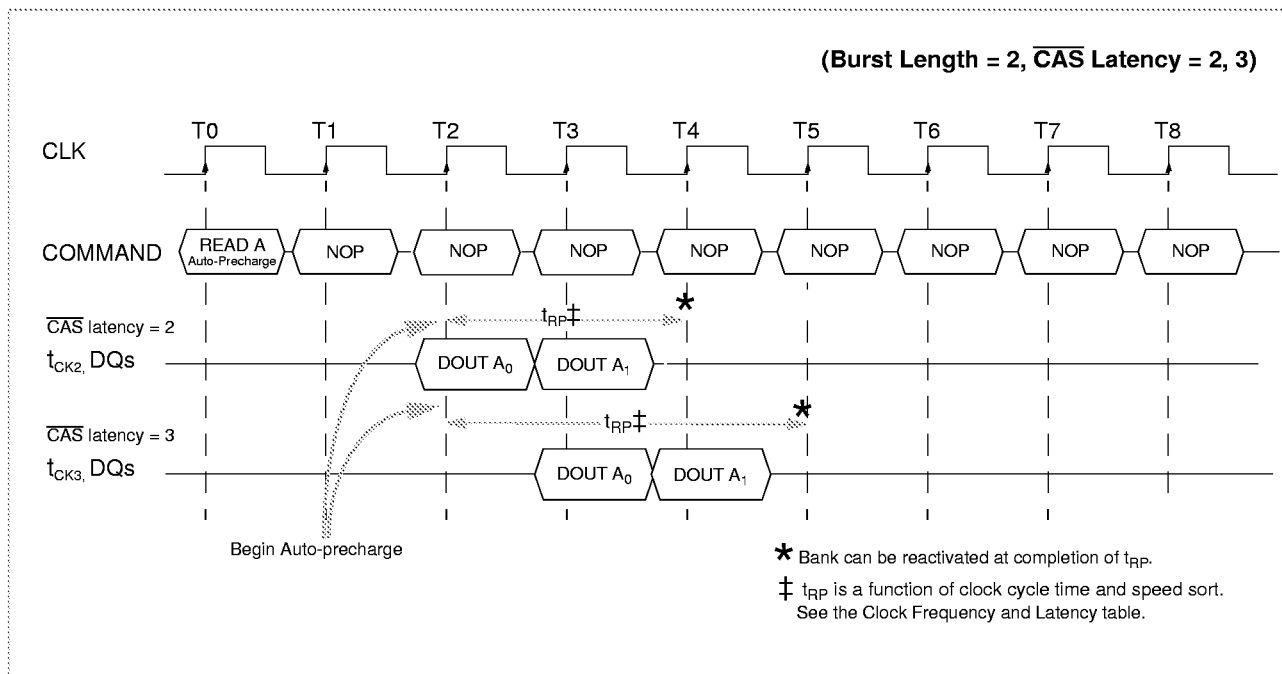 (Burst Length = 2, C̅A̅S̅ Latency = 2, 3)
T0 T1 T2 T3 T4 T5 T6 T7 T8
CLK
COMMAND
READ A
Auto-Precharge
NOP NOP NOP NOP NOP NOP NOP NOP
*
tRP‡
C̅A̅S̅ latency = 2
tCK2, DQs
DOUT A0 DOUT A1
*
tRP‡
C̅A̅S̅ latency = 3
tCK3, DQs
DOUT A0 DOUT A1
Begin Auto-precharge
* Bank can be reactivated at completion of tRP.
‡ tRP is a function of clock cycle time and speed sort.
See the Clock Frequency and Latency table.